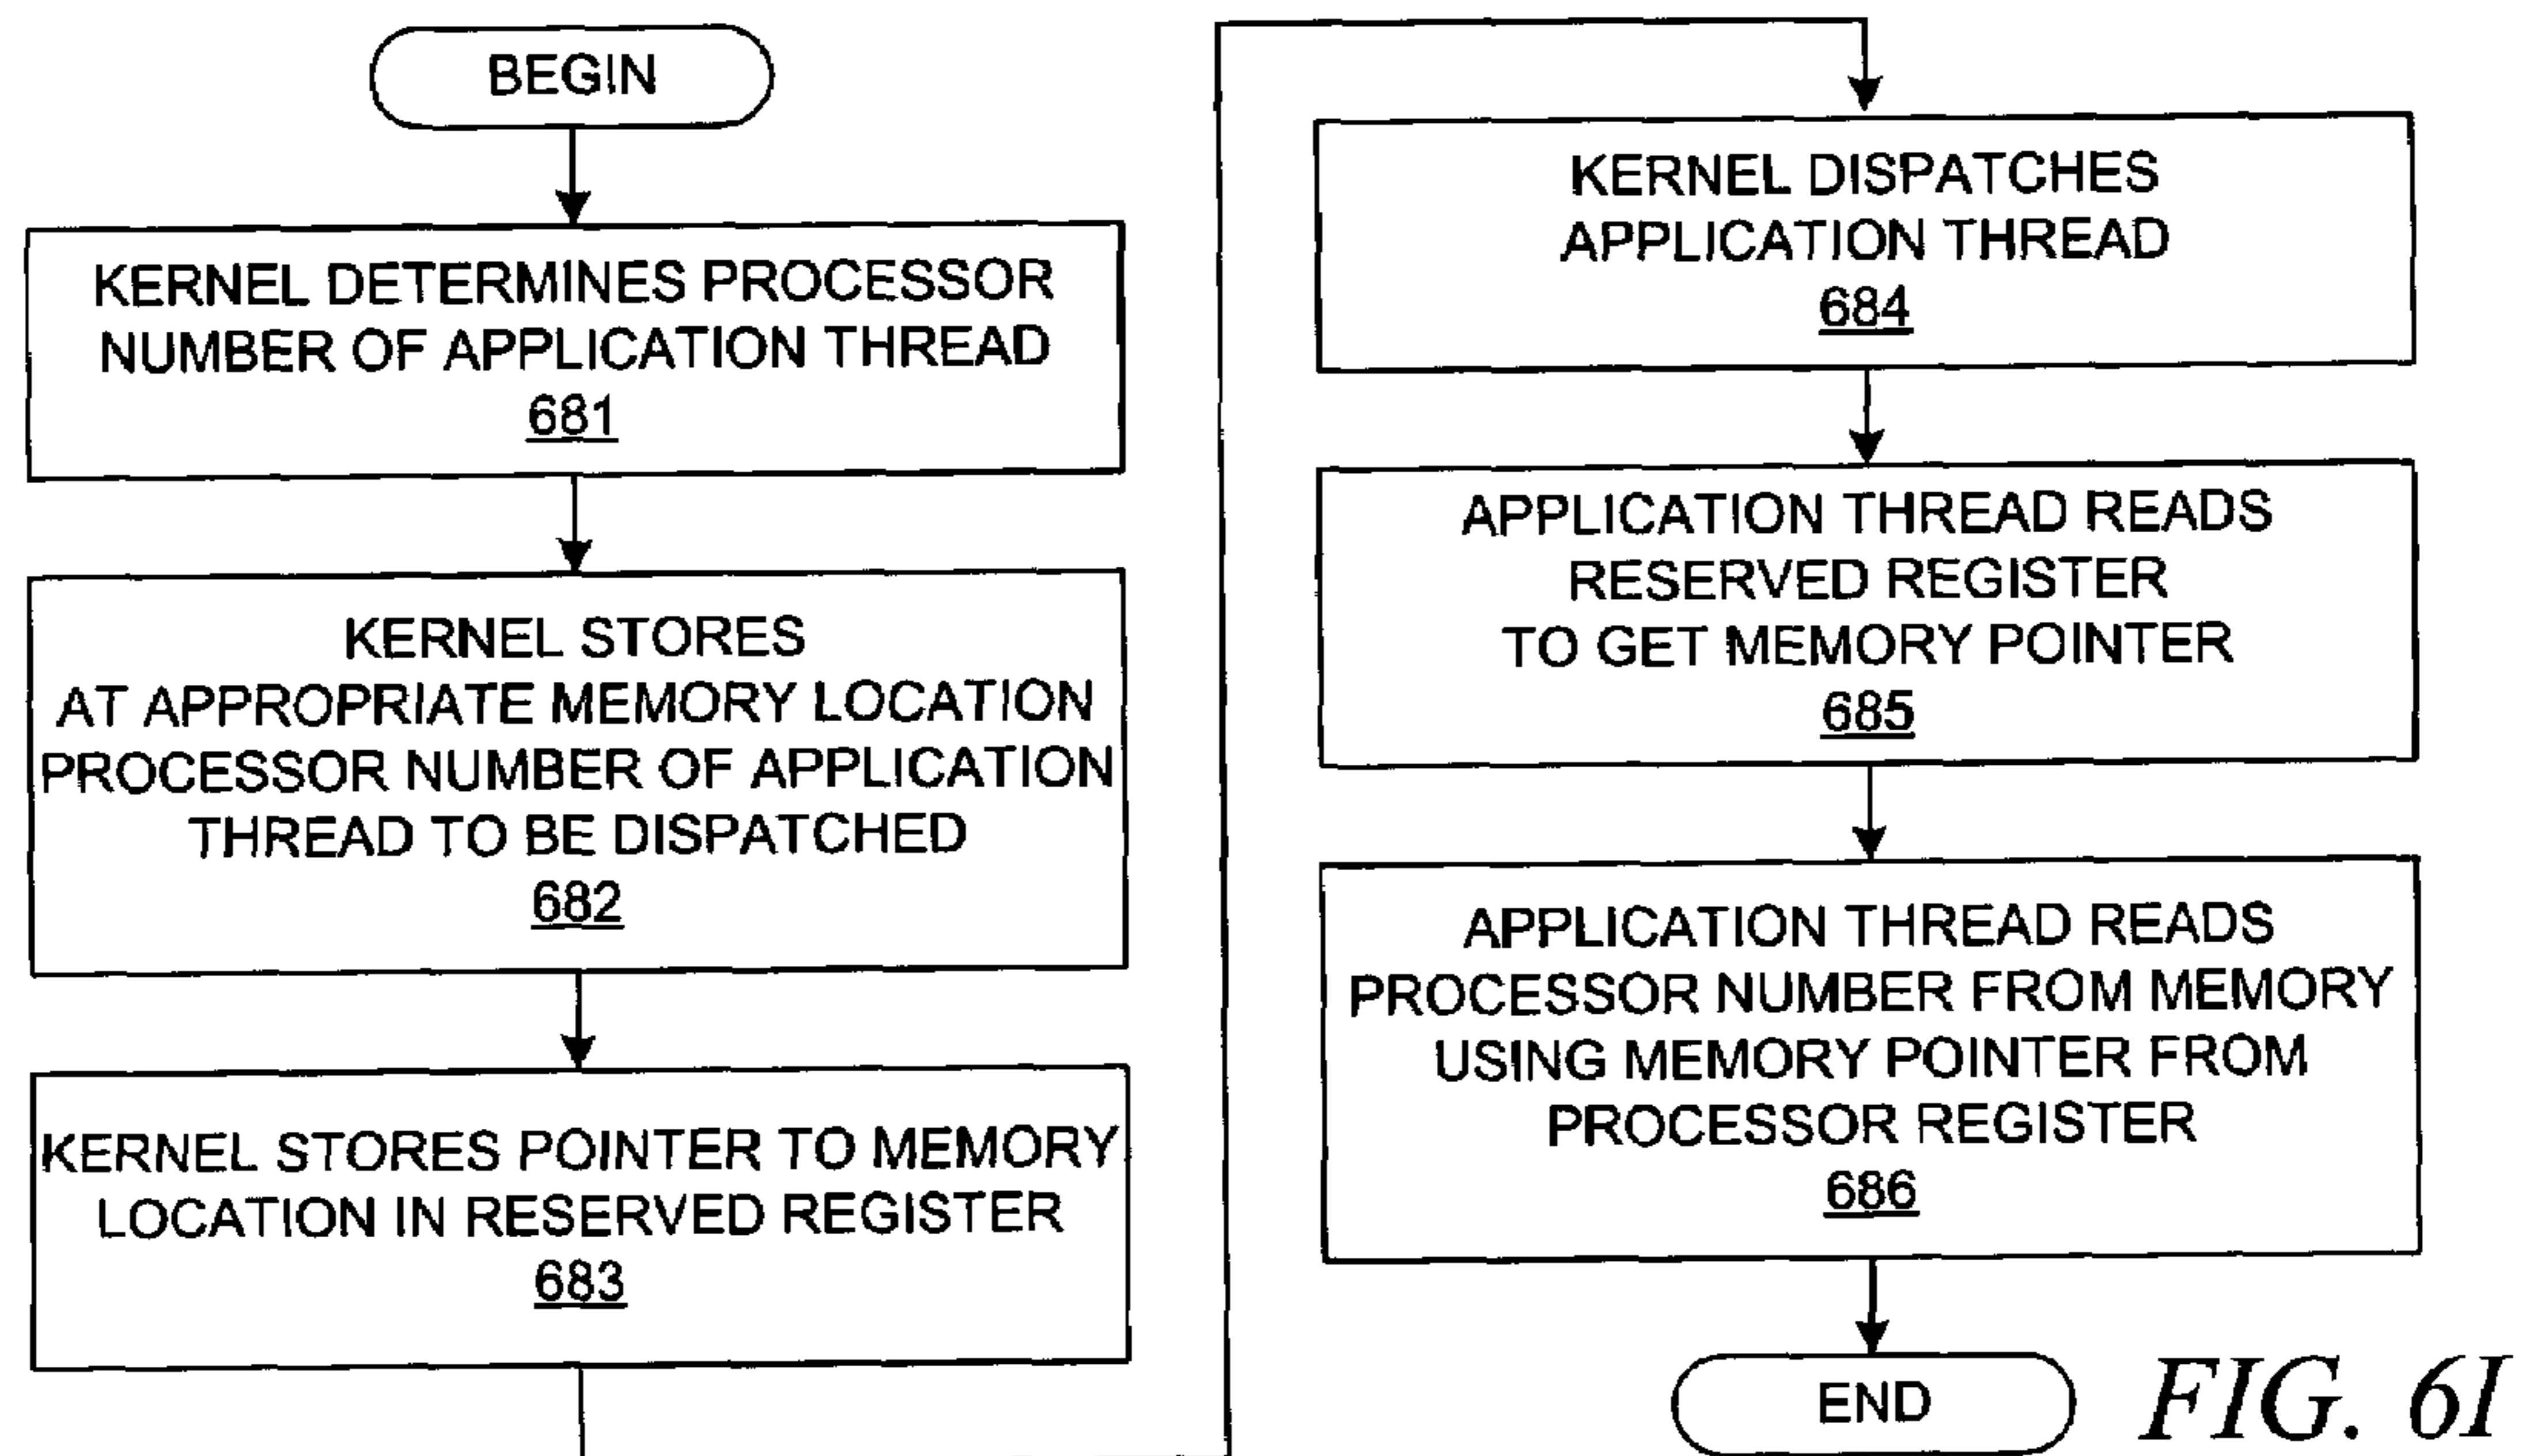 BEGIN
KERNEL DETERMINES PROCESSOR
NUMBER OF APPLICATION THREAD
681
KERNEL STORES
AT APPROPRIATE MEMORY LOCATION
PROCESSOR NUMBER OF APPLICATION
THREAD TO BE DISPATCHED
682
KERNEL STORES POINTER TO MEMORY
LOCATION IN RESERVED REGISTER
683
KERNEL DISPATCHES
APPLICATION THREAD
684
APPLICATION THREAD READS
RESERVED REGISTER
TO GET MEMORY POINTER
685
APPLICATION THREAD READS
PROCESSOR NUMBER FROM MEMORY
USING MEMORY POINTER FROM
PROCESSOR REGISTER
686
END
FIG. 6I